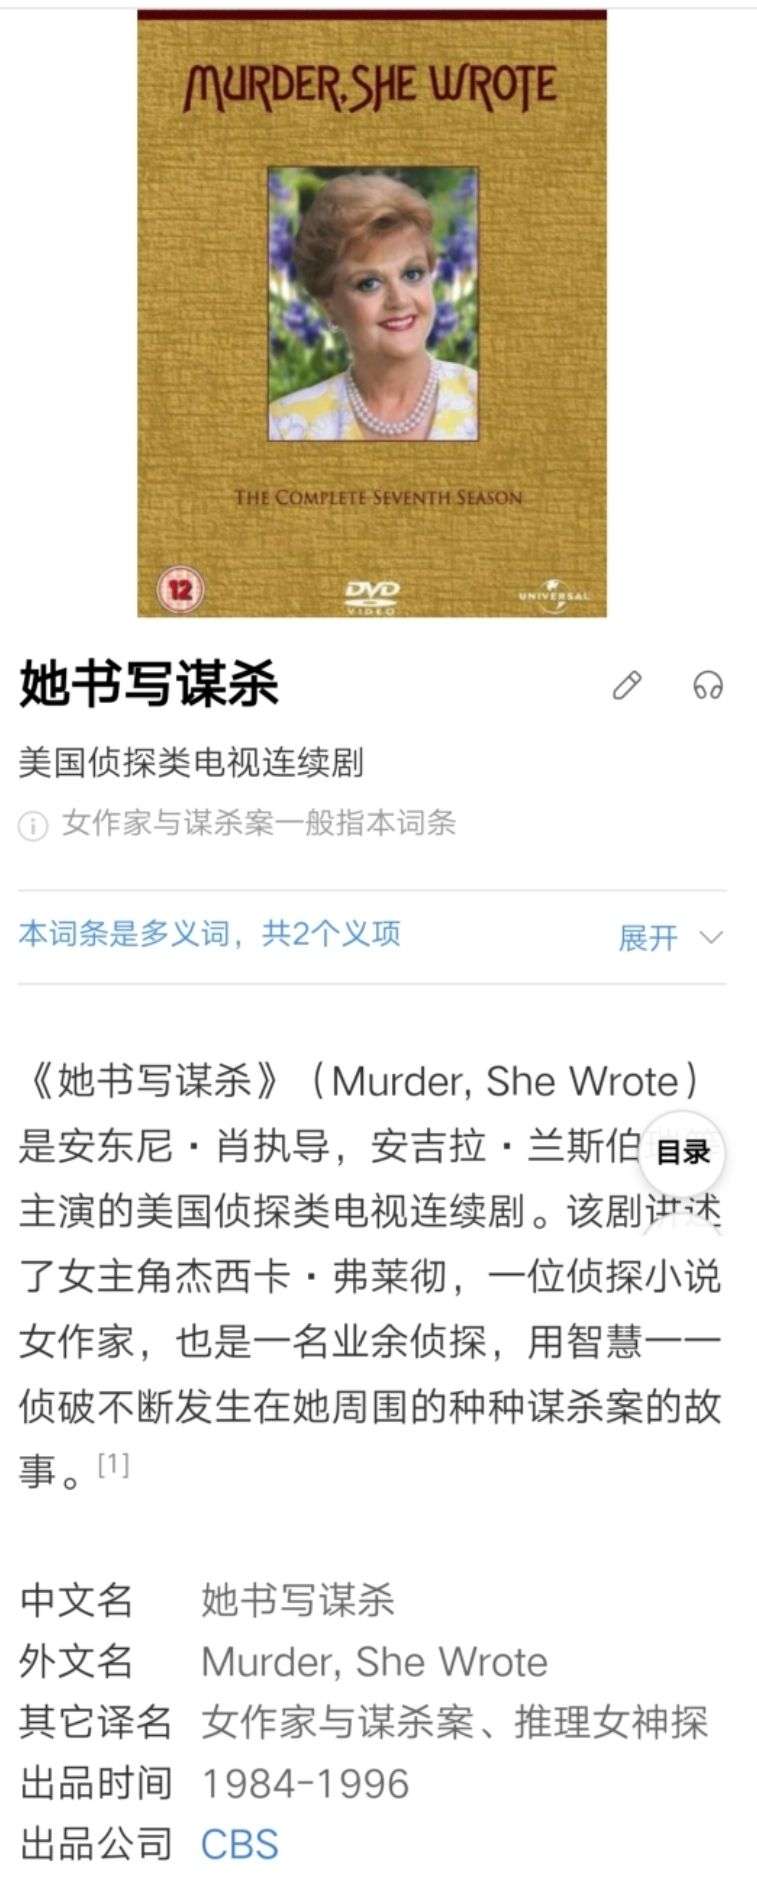 MURDER, SHE WROTE
THE COMPLETE SEVENTH SEASON
12
DVD
VIDEO
UNIVERSAL
她书写谋杀
美国侦探类电视连续剧
女作家与谋杀案一般指本词条
本词条是多义词，共2个义项 展开
《她书写谋杀》（Murder, She Wrote）
是安东尼·肖执导，安吉拉·兰斯伯
目录
主演的美国侦探类电视连续剧。该剧讲述
了女主角杰西卡·弗莱彻，一位侦探小说
女作家，也是一名业余侦探，用智慧一一
侦破不断发生在她周围的种种谋杀案的故
事。[1]
中文名 她书写谋杀
外文名 Murder, She Wrote
其它译名 女作家与谋杀案、推理女神探
出品时间 1984-1996
出品公司 CBS